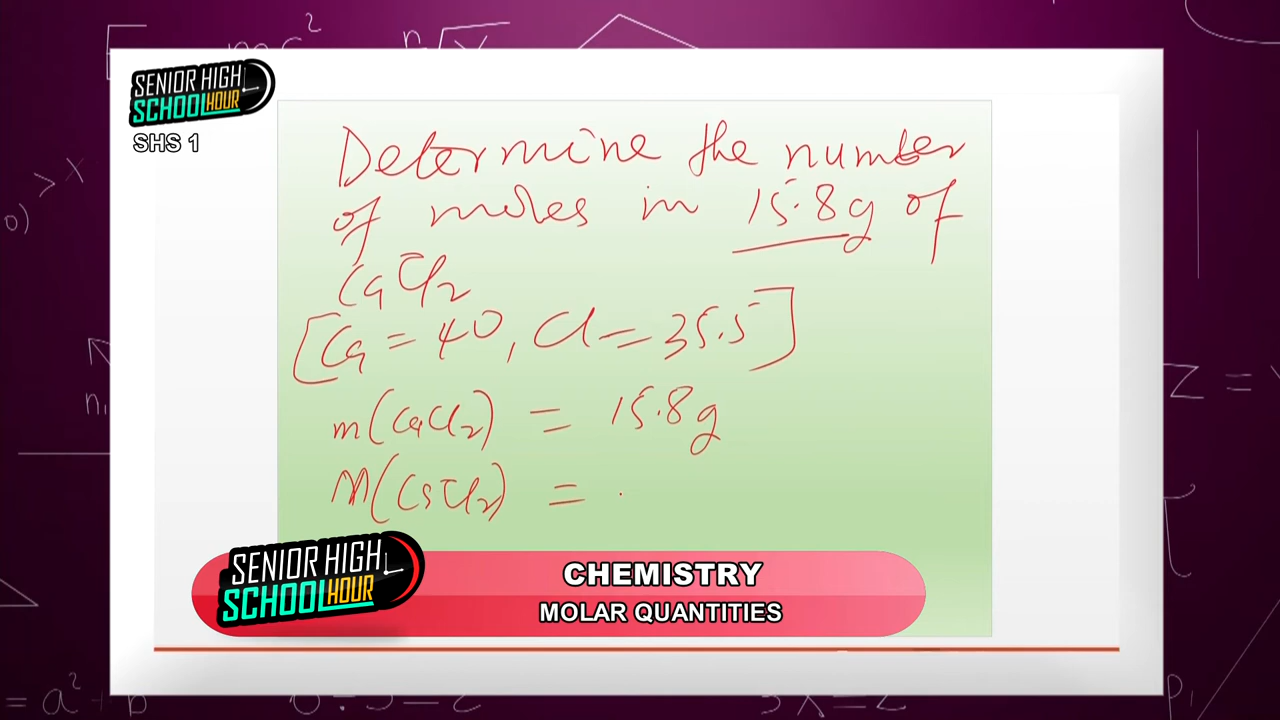 SENIOR HIGH
SCHOOL HOUR
SHS 1
Determine the number
of moles in 15.8g of
CaCl2
[Ca = 40, Cl = 35.5]
m(CaCl2) = 15.8g
M(CaCl2) = .
SENIOR HIGH
SCHOOL HOUR
CHEMISTRY
MOLAR QUANTITIES
= a² + b